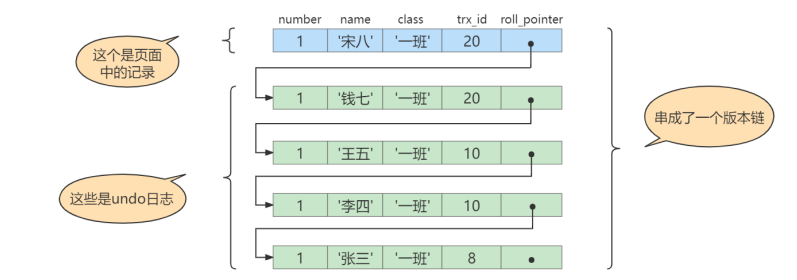 number name class trx_id roll_pointer
这个是页面
中的记录
1 '宋八' '一班' 20
1 '钱七' '一班' 20
串成了一个版本链
1 '王五' '一班' 10
这些是undo日志
1 '李四' '一班' 10
1 '张三' '一班' 8